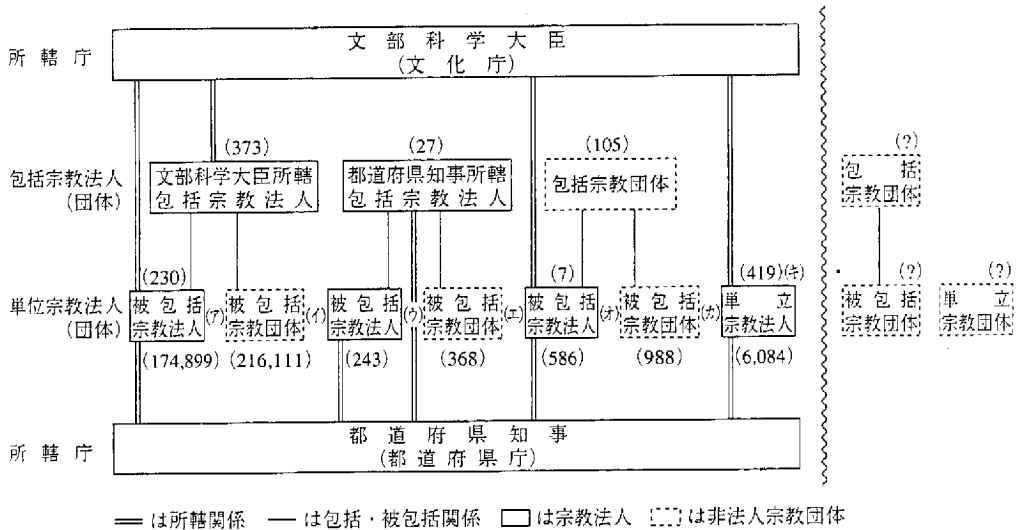 所轄庁
文部科学大臣
(文化庁)
(373)
(27)
(105)
(?)
包括宗教法人
(団体)
文部科学大臣所轄
包括宗教法人
都道府県知事所轄
包括宗教法人
包括宗教団体
包括
宗教団体
(230)
(7)
(419)(キ)
(?)
(?)
単位宗教法人
(団体)
被包括
宗教法人
(ア)
被包括
宗教団体
(イ)
被包括
宗教法人
(ウ)
被包括
宗教団体
(エ)
被包括
宗教法人
(オ)
被包括
宗教団体
(カ)
単立
宗教法人
被包括
宗教団体
単立
宗教団体
(174,899)
(216,111)
(243)
(368)
(586)
(988)
(6,084)
所轄庁
都道府県知事
(都道府県庁)
は所轄関係 は包括・被包括関係 は宗教法人 は非法人宗教団体